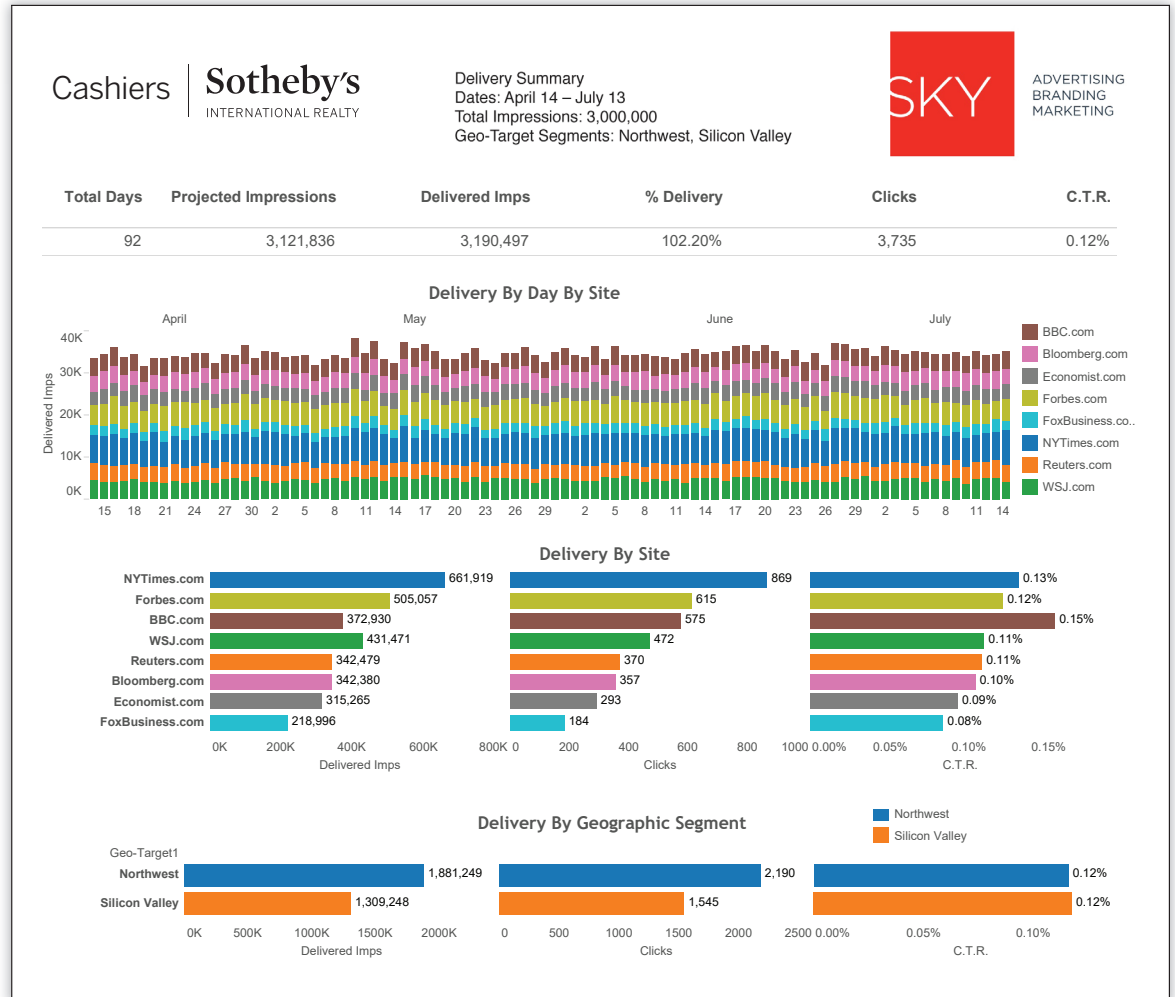 Cashiers
Sotheby's
INTERNATIONAL REALTY
Delivery Summary
Dates: April 14 – July 13
Total Impressions: 3,000,000
Geo-Target Segments: Northwest, Silicon Valley
SKY
ADVERTISING
BRANDING
MARKETING
Total Days Projected Impressions Delivered Imps % Delivery Clicks C.T.R.
92 3,121,836 3,190,497 102.20% 3,735 0.12%
Delivery By Day By Site
April May June July
40K
30K
20K
10K
0K
Delivered Imps
15 18 21 24 27 30 2 5 8 11 14 17 20 23 26 29 2 5 8 11 14 17 20 23 26 29 2 5 8 11 14
BBC.com
Bloomberg.com
Economist.com
Forbes.com
FoxBusiness.co..
NYTimes.com
Reuters.com
WSJ.com
Delivery By Site
NYTimes.com 661,919 869 0.13%
Forbes.com 505,057 615 0.12%
BBC.com 372,930 575 0.15%
WSJ.com 431,471 472 0.11%
Reuters.com 342,479 370 0.11%
Bloomberg.com 342,380 357 0.10%
Economist.com 315,265 293 0.09%
FoxBusiness.com 218,996 184 0.08%
0K 200K 400K 600K 800K 0 200 400 600 800 1000 0.00% 0.05% 0.10% 0.15%
Delivered Imps Clicks C.T.R.
Delivery By Geographic Segment
Northwest
Silicon Valley
Geo-Target1
Northwest 1,881,249 2,190 0.12%
Silicon Valley 1,309,248 1,545 0.12%
0K 500K 1000K 1500K 2000K 0 500 1000 1500 2000 2500 0.00% 0.05% 0.10%
Delivered Imps Clicks C.T.R.